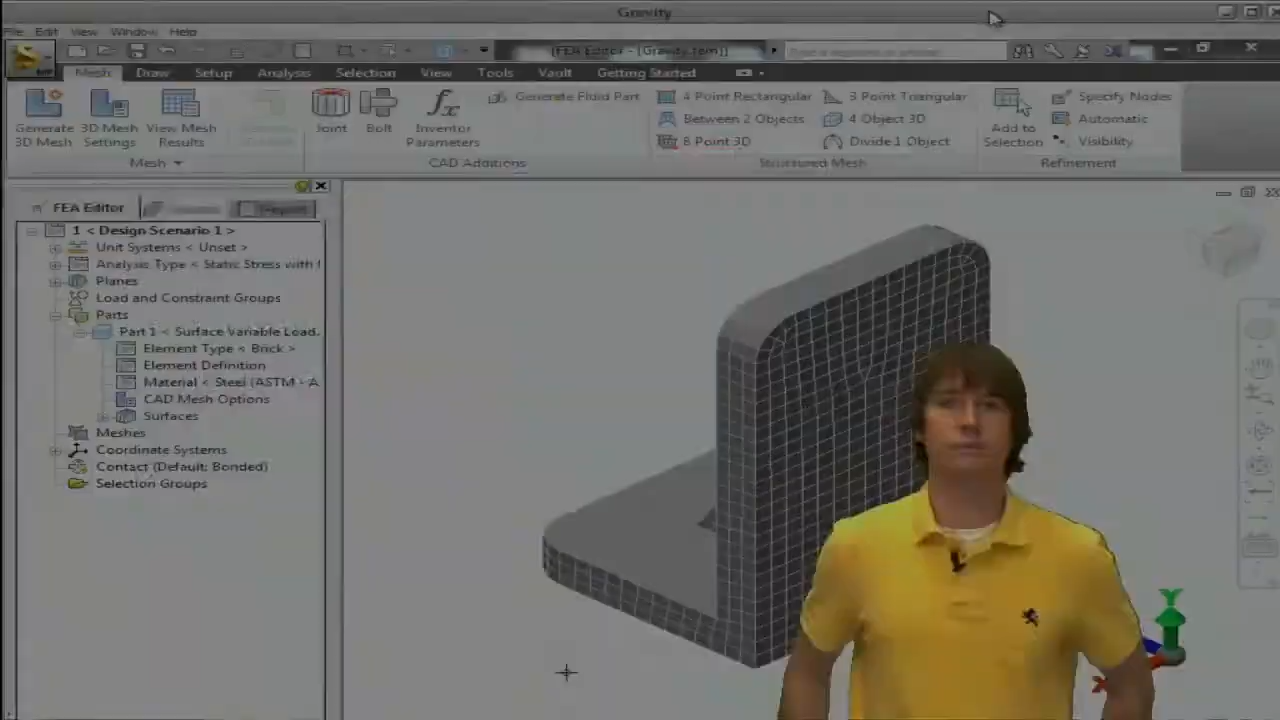 Gravity
File Edit View Window Help
[FEA Editor - [Gravity.fem]]
Mesh Draw Setup Analysis Selection View Tools Vault Getting Started
Generate 3D Mesh
3D Mesh Settings
View Mesh Results
Joint
Bolt
Inventor Parameters
Generate Fluid Part
4 Point Rectangular
3 Point Triangular
Between 2 Objects
4 Object 3D
8 Point 3D
Divide 1 Object
Add to Selection
Specify Nodes
Automatic
Visibility
Mesh
CAD Additions
Structured Mesh
Refinement
FEA Editor
Report
1 < Design Scenario 1 >
Unit Systems < Unset >
Analysis Type < Static Stress with
Planes
Load and Constraint Groups
Parts
Part 1 < Surface Variable Load.
Element Type < Brick >
Element Definition
Material < Steel (ASTM - A
CAD Mesh Options
Surfaces
Meshes
Coordinate Systems
Contact (Default: Bonded)
Selection Groups
Y
X